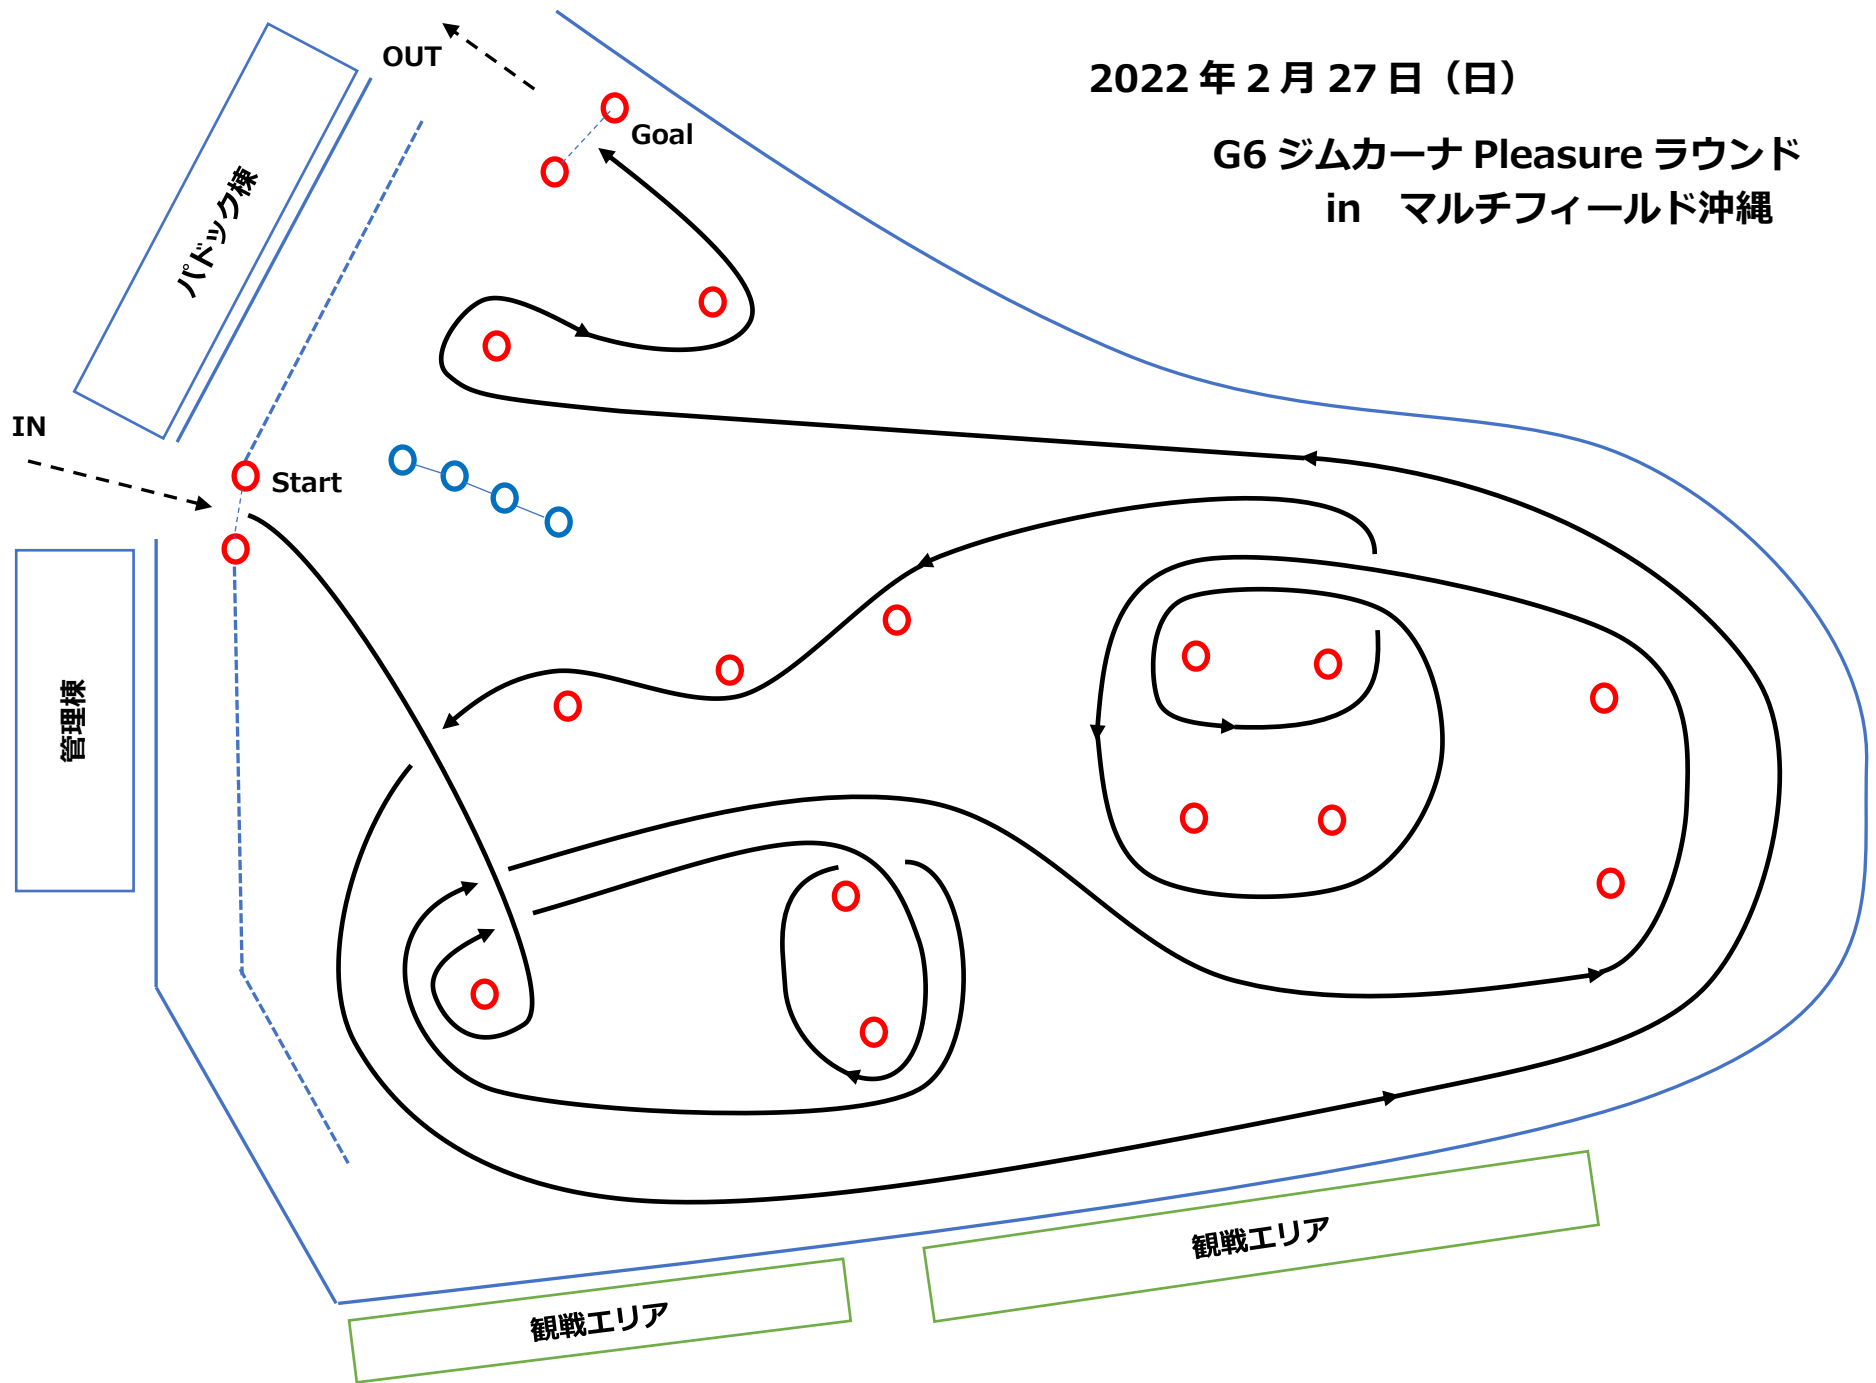 2022 年 2 月 27 日（日）
G6 ジムカーナ Pleasure ラウンド
in　マルチフィールド沖縄
OUT
Goal
パドック棟
IN
Start
管理棟
観戦エリア
観戦エリア